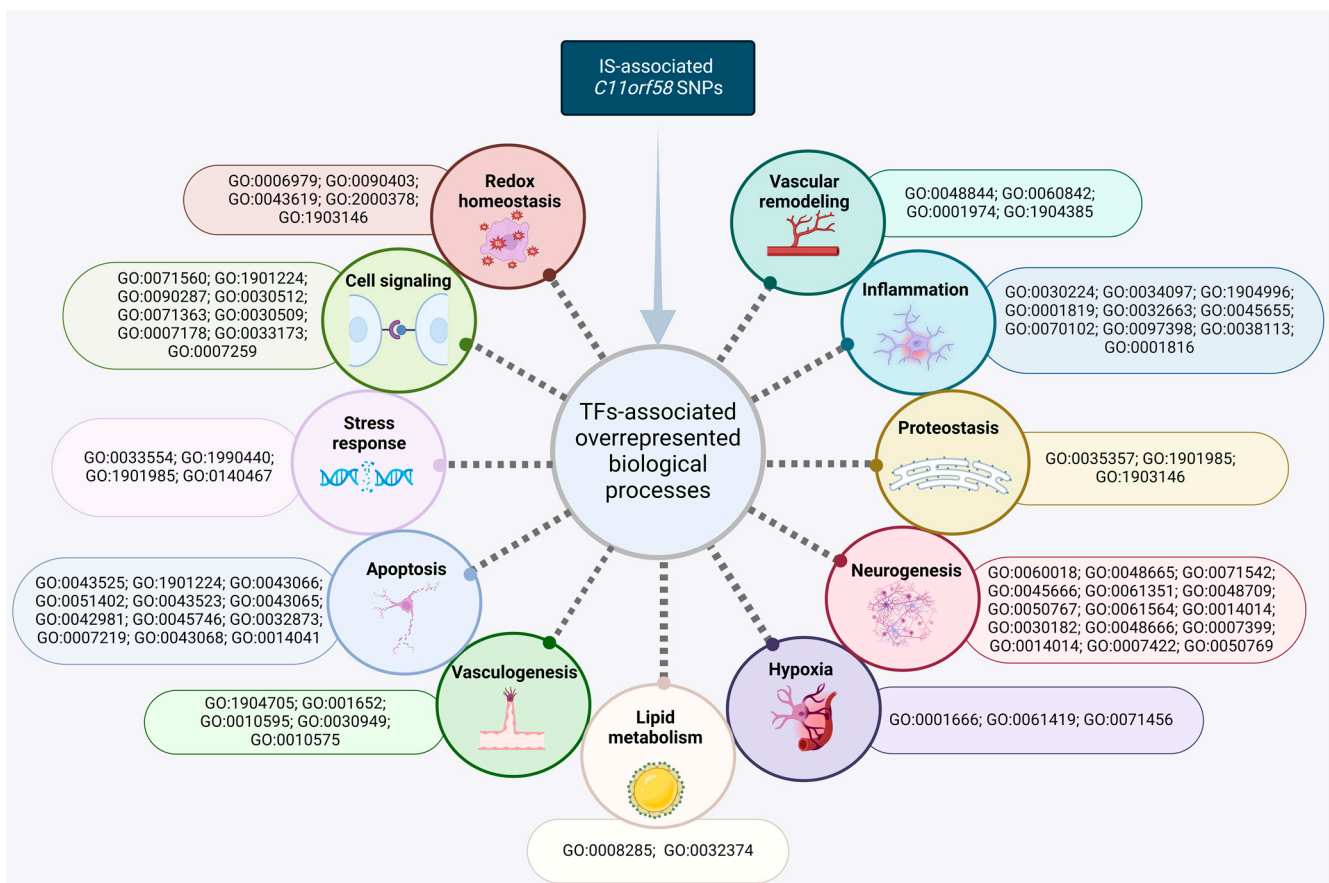 IS-associated
C11orf58 SNPs
Redox
homeostasis
GO:0006979; GO:0090403;
GO:0043619; GO:2000378;
GO:1903146
Vascular
remodeling
GO:0048844; GO:0060842;
GO:0001974; GO:1904385
Cell signaling
GO:0071560; GO:1901224;
GO:0090287; GO:0030512;
GO:0071363; GO:0030509;
GO:0007178; GO:0033173;
GO:0007259
Inflammation
GO:0030224; GO:0034097; GO:1904996;
GO:0001819; GO:0032663; GO:0045655;
GO:0070102; GO:0097398; GO:0038113;
GO:0001816
TFs-associated
overrepresented
biological
processes
Stress
response
GO:0033554; GO:1990440;
GO:1901985; GO:0140467
Proteostasis
GO:0035357; GO:1901985;
GO:1903146
Apoptosis
GO:0043525; GO:1901224; GO:0043066;
GO:0051402; GO:0043523; GO:0043065;
GO:0042981; GO:0045746; GO:0032873;
GO:0007219; GO:0043068; GO:0014041
Neurogenesis
GO:0060018; GO:0048665; GO:0071542;
GO:0045666; GO:0061351; GO:0048709;
GO:0050767; GO:0061564; GO:0014014;
GO:0030182; GO:0048666; GO:0007399;
GO:0014014; GO:0007422; GO:0050769
Vasculogenesis
GO:1904705; GO:001652;
GO:0010595; GO:0030949;
GO:0010575
Hypoxia
GO:0001666; GO:0061419; GO:0071456
Lipid
metabolism
GO:0008285; GO:0032374